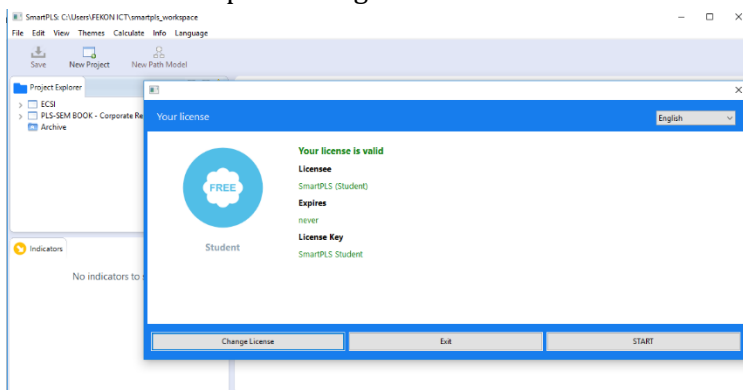 SmartPLS: C:\Users\FEKON ICT\smartpls_workspace
File Edit View Themes Calculate Info Language
Save New Project New Path Model
Project Explorer
ECSI
PLS-SEM BOOK - Corporate Re
Archive
Your license
English
Your license is valid
Licensee
SmartPLS (Student)
Expires
never
License Key
SmartPLS Student
FREE
Student
Indicators
No indicators to
Change License Exit START